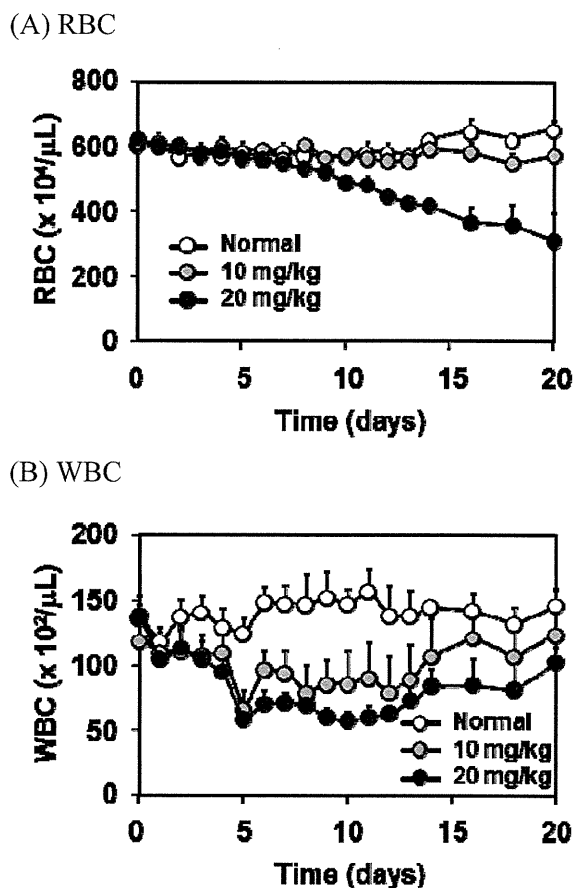 (A) RBC
800
600
400
200
0
RBC (x 10⁴/μL)
Normal
10 mg/kg
20 mg/kg
0 5 10 15 20
Time (days)
(B) WBC
200
150
100
50
0
WBC (x 10²/μL)
Normal
10 mg/kg
20 mg/kg
0 5 10 15 20
Time (days)